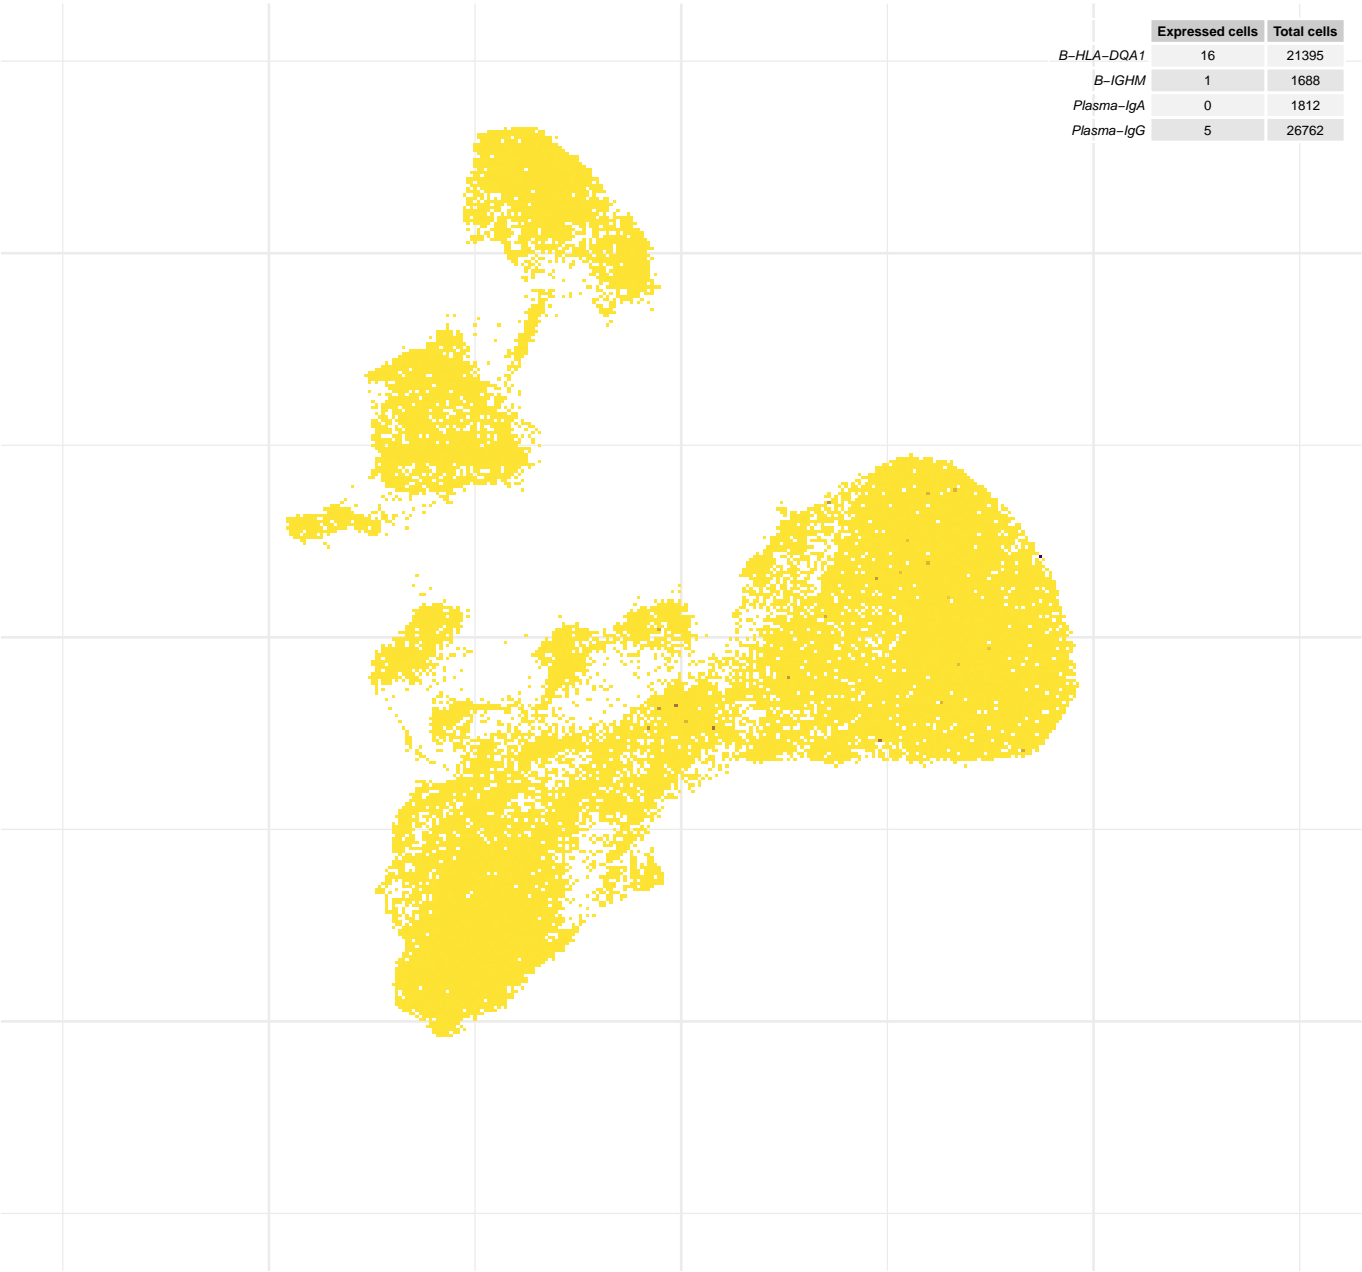 Expressed cells Total cells
B−HLA−DQA1 16 21395
B−IGHM 1 1688
Plasma−IgA 0 1812
Plasma−IgG 5 26762